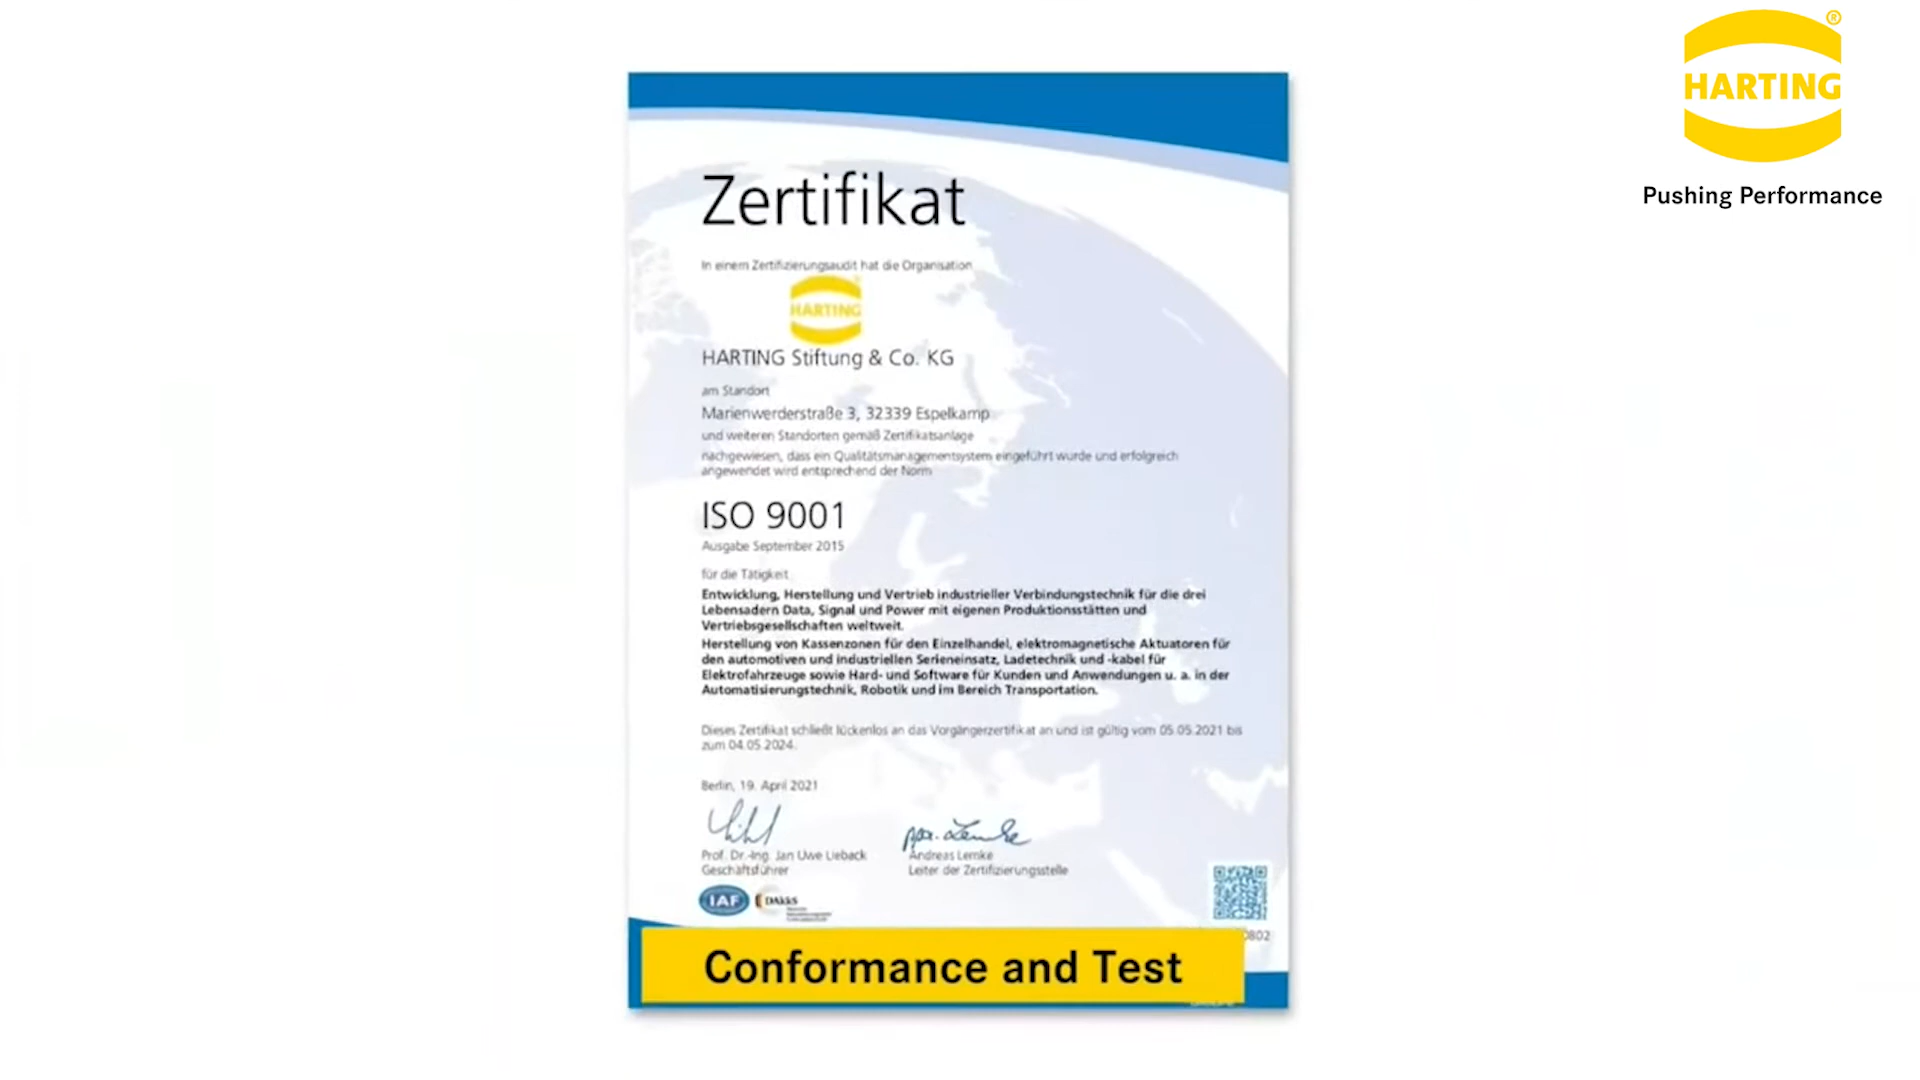 HARTING®
Pushing Performance
Zertifikat
In einem Zertifizierungsaudit hat die Organisation
HARTING
HARTING Stiftung & Co. KG
am Standort
Marienwerderstraße 3, 32339 Espelkamp
und weiteren Standorten gemäß Zertifikatsanlage
nachgewiesen, dass ein Qualitätsmanagementsystem eingeführt wurde und erfolgreich
angewendet wird entsprechend der Norm
ISO 9001
Ausgabe September 2015
für die Tätigkeit
Entwicklung, Herstellung und Vertrieb industrieller Verbindungstechnik für die drei
Lebensadern Data, Signal und Power mit eigenen Produktionsstätten und
Vertriebsgesellschaften weltweit.
Herstellung von Kassenzonen für den Einzelhandel, elektromagnetische Aktuatoren für
den automotiven und industriellen Serieneinsatz, Ladetechnik und -kabel für
Elektrofahrzeuge sowie Hard- und Software für Kunden und Anwendungen u. a. in der
Automatisierungstechnik, Robotik und im Bereich Transportation.
Dieses Zertifikat schließt lückenlos an das Vorgängerzertifikat an und ist gültig vom 05.05.2021 bis
zum 04.05.2024.
Berlin, 19. April 2021
ppa. Lemke
Prof. Dr.-Ing. Jan Uwe Lieback
Geschäftsführer
Andreas Lemke
Leiter der Zertifizierungsstelle
IAF
DAkkS
0802
Conformance and Test